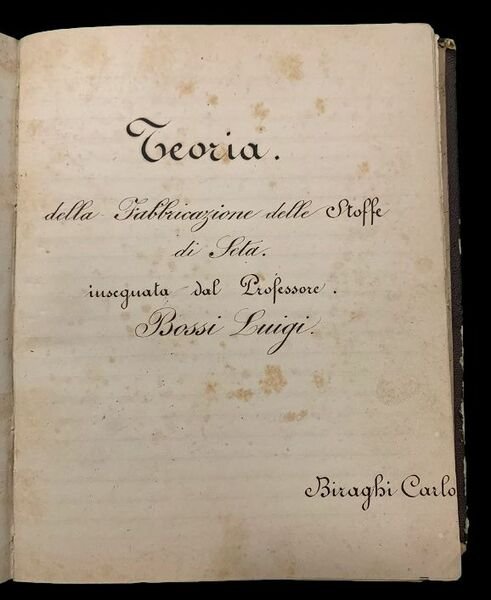 Teoria.
della Fabbricazione delle Stoffe
di Seta.
insegnata dal Professore.
Bossi Luigi.
Biraghi Carlo